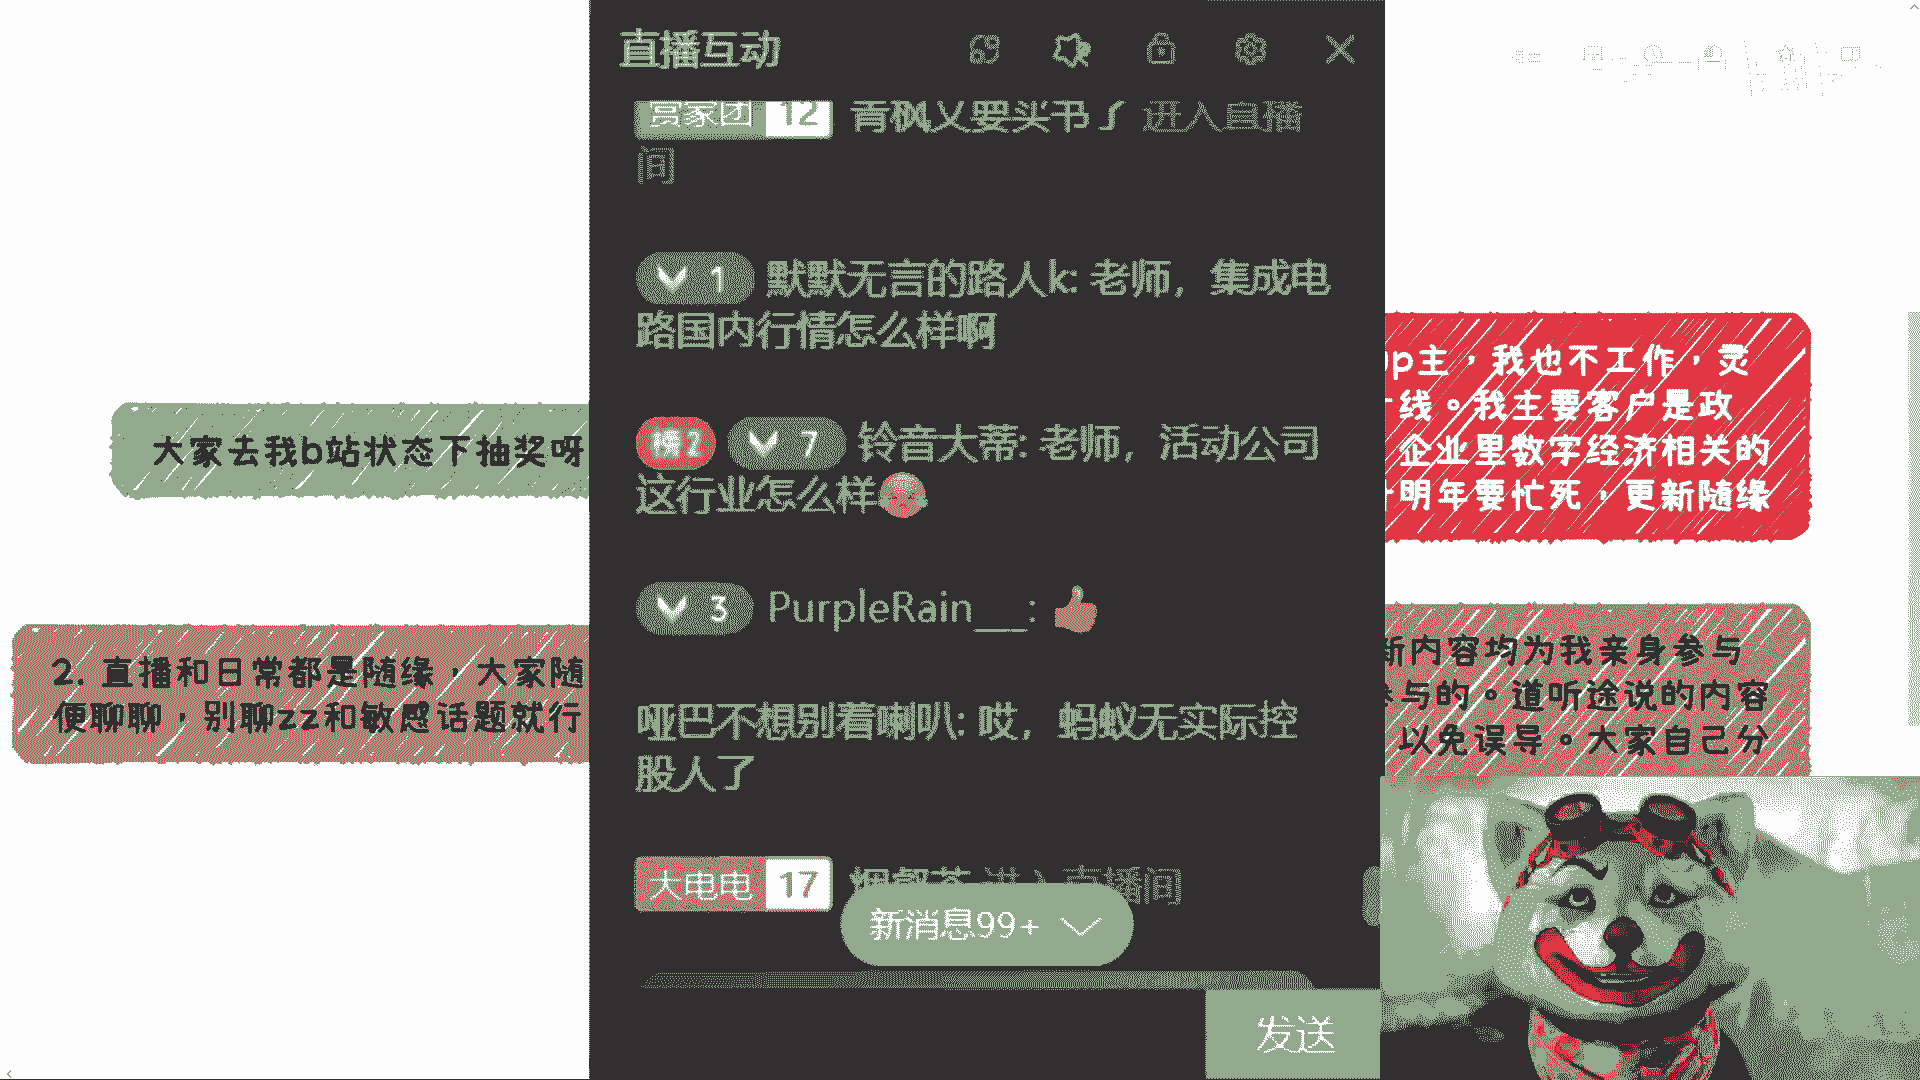 直播互动
赏家团 12 青枫又要买书了 进入直播
间
1 默默无言的路人k: 老师，集成电
路国内行情怎么样啊
榜2 7 铃音大蒂: 老师，活动公司
这行业怎么样
3 PurpleRain___:
哑巴不想别着喇叭: 哎，蚂蚁无实际控
股人了
大电电 17 进入直播间
新消息99+
发送
大家去我b站状态下抽奖呀
2. 直播和日常都是随缘，大家随
便聊聊，别聊zz和敏感话题就行
up主，我也不工作，灵
线。我主要客户是政
企业里数字经济相关的
明年要忙死，更新随缘
新内容均为我亲身参与
参与的。道听途说的内容
以免误导。大家自己分